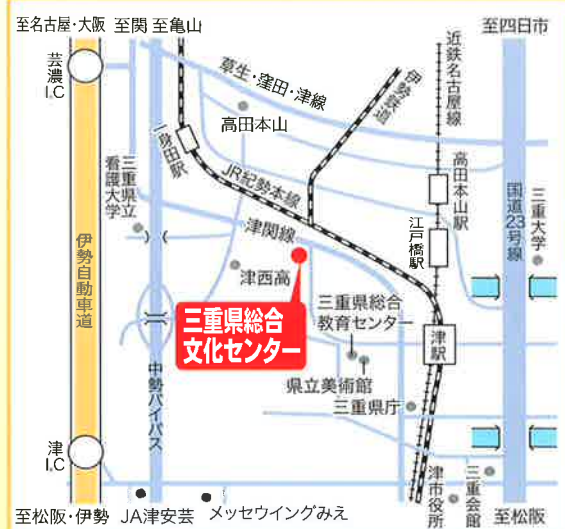 至名古屋・大阪
至関
至亀山
至四日市
芸濃
I.C
草生・窪田・津線
伊勢鉄道
近鉄名古屋線
高田本山
一身田駅
JR紀勢本線
高田本山駅
三重県立
看護大学
津関線
江戸橋駅
国道23号線
三重大学
伊勢自動車道
津西高
三重県総合
文化センター
三重県総合
教育センター
津駅
中勢バイパス
県立美術館
三重県庁
津
I.C
津市役所
三重会館
至松阪・伊勢
JA津安芸
メッセウイングみえ
至松阪